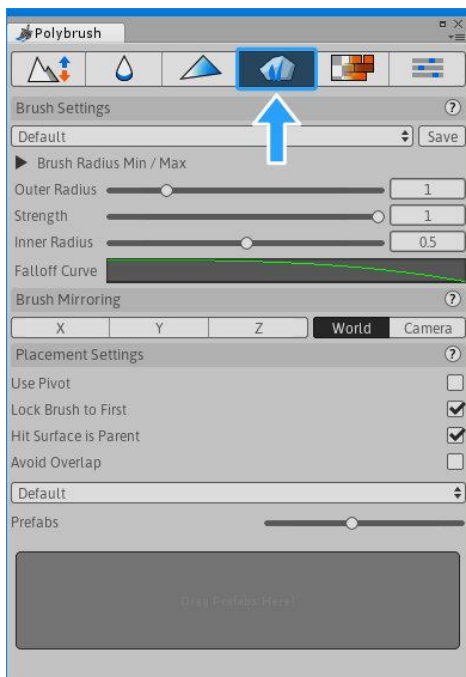 Polybrush
Brush Settings ?
Default Save
Brush Radius Min / Max
Outer Radius 1
Strength 1
Inner Radius 0.5
Falloff Curve
Brush Mirroring ?
X Y Z World Camera
Placement Settings ?
Use Pivot
Lock Brush to First
Hit Surface is Parent
Avoid Overlap
Default
Prefabs
Drag Prefabs Here!